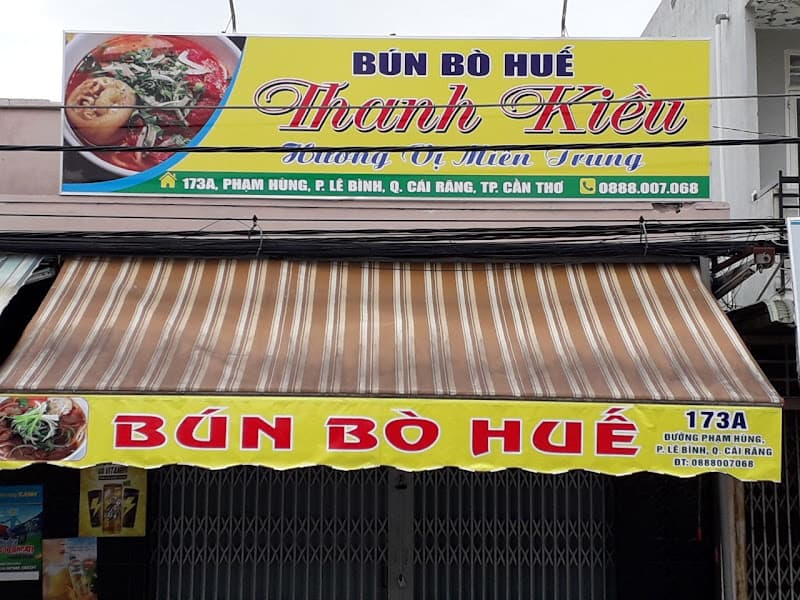 BÚN BÒ HUẾ
Thanh Kiều
Hương Vị Miền Trung
173A, PHẠM HÙNG, P. LÊ BÌNH, Q. CÁI RĂNG, TP. CẦN THƠ 0888.007.068
BÚN BÒ HUẾ
173A
ĐƯỜNG PHẠM HÙNG,
P. LÊ BÌNH, Q. CÁI RĂNG
ĐT: 0888007068